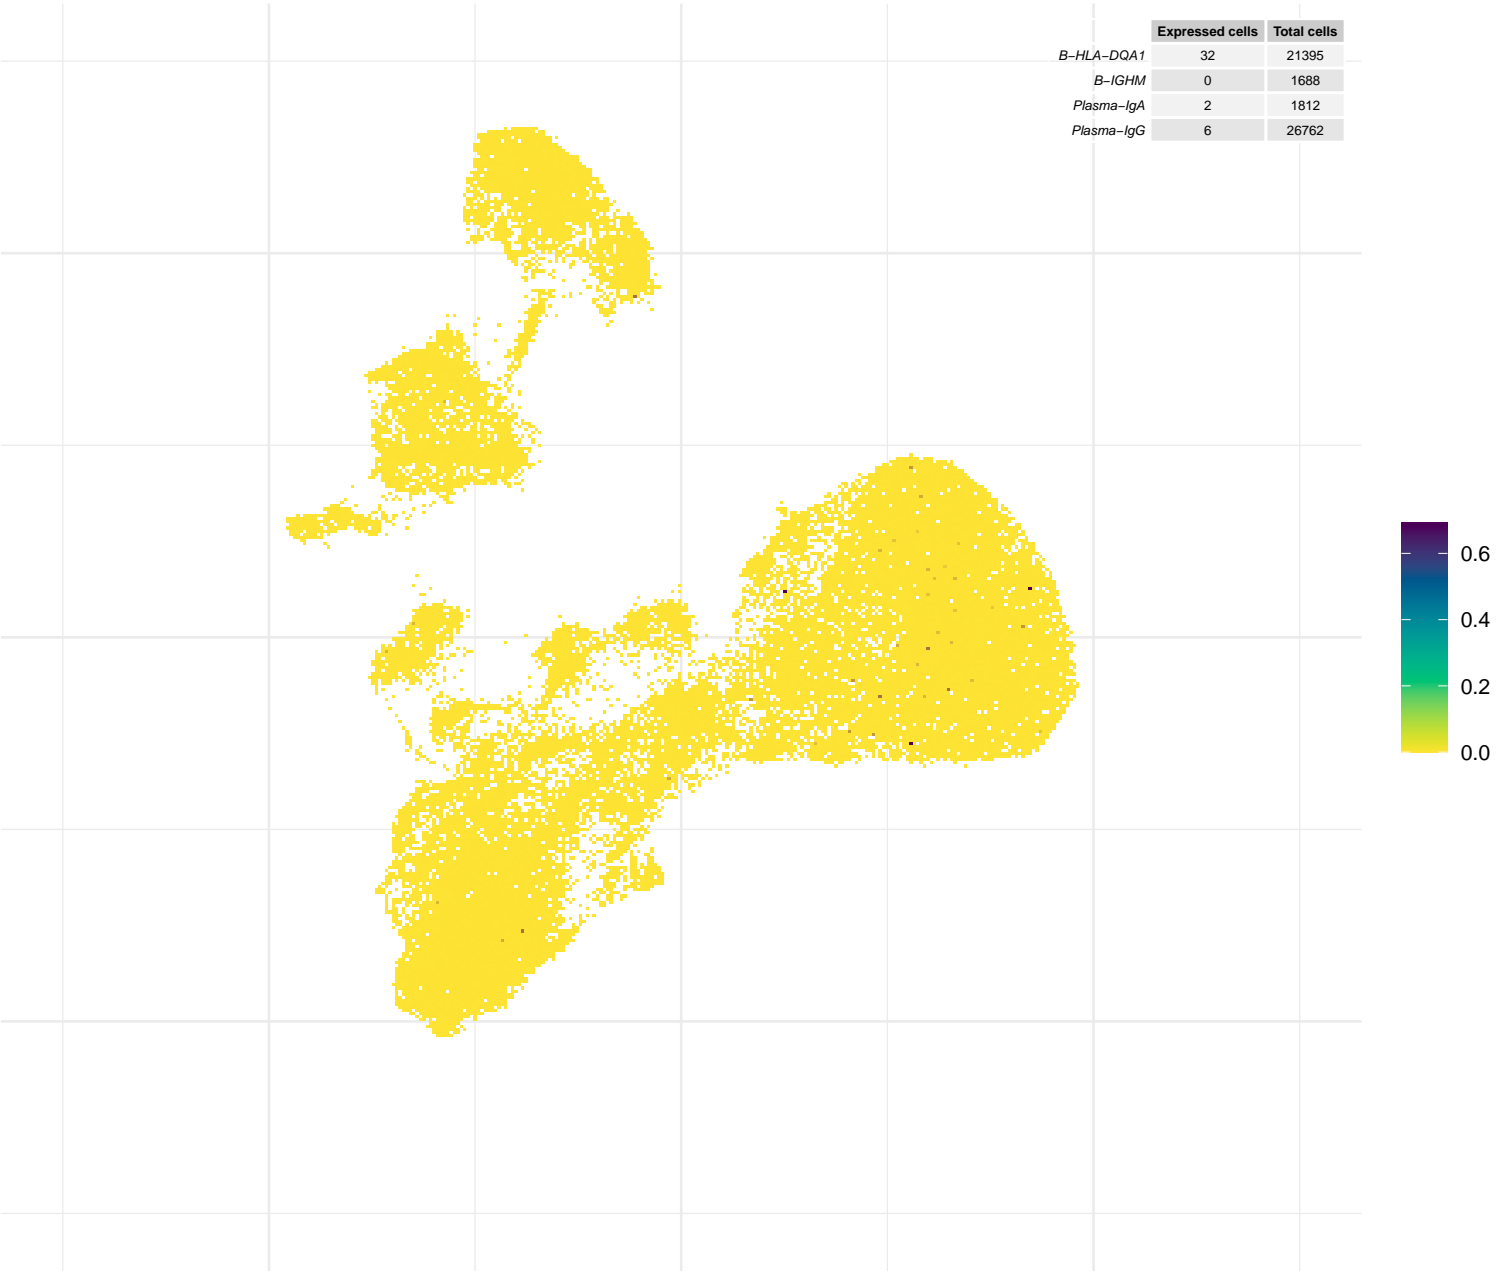 Expressed cells Total cells
B−HLA−DQA1 32 21395
B−IGHM 0 1688
Plasma−IgA 2 1812
Plasma−IgG 6 26762
0.6
0.4
0.2
0.0